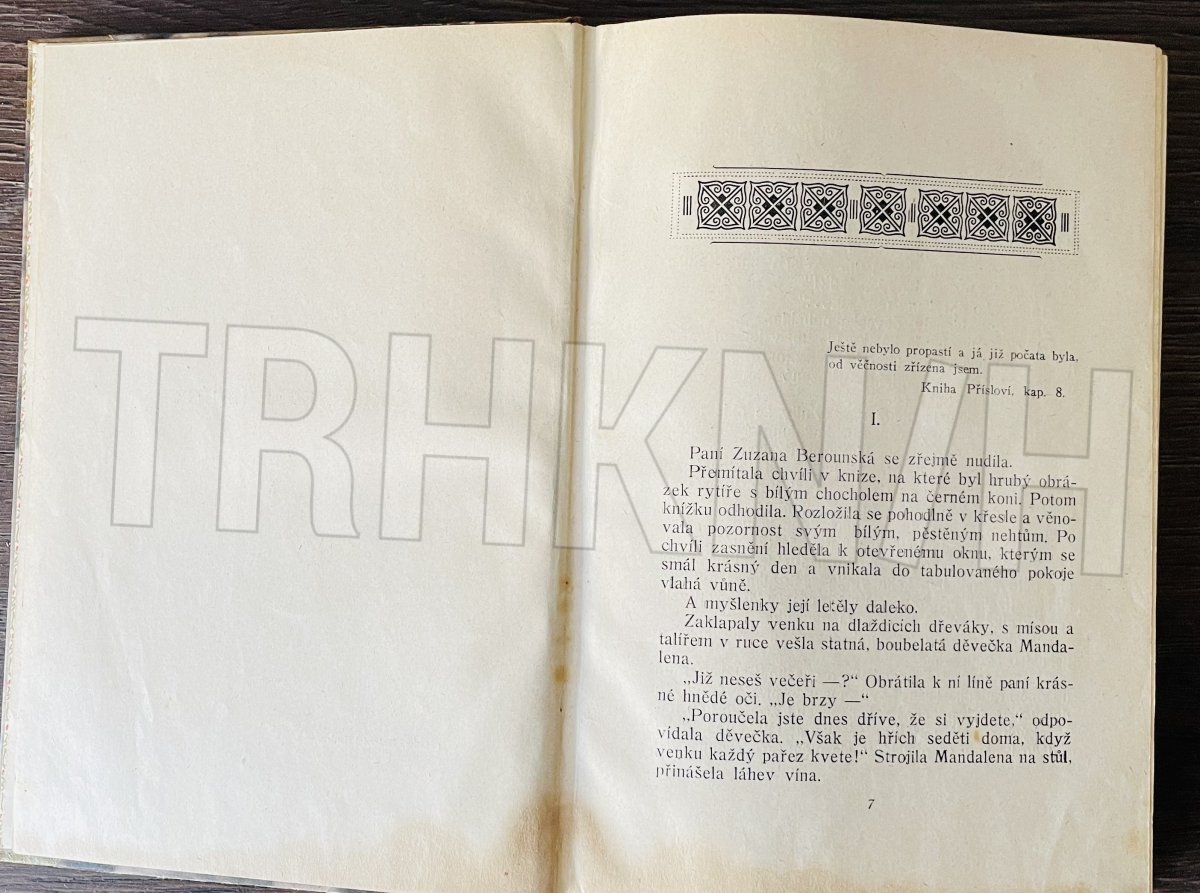 Ještě nebylo propastí a já již počata byla,
od věčnosti zřízena jsem.
Kniha Přísloví, kap. 8.
I.
Paní Zuzana Berounská se zřejmě nudila.
Přemítala chvíli v knize, na které byl hrubý obrá-
zek rytíře s bílým chocholem na černém koni. Potom
knížku odhodila. Rozložila se pohodlně v křesle a věno-
vala pozornost svým bílým, pěstěným nehtům. Po
chvíli zasnění hleděla k otevřenému oknu, kterým se
smál krásný den a vnikala do tabulovaného pokoje
vlahá vůně.
A myšlenky její letěly daleko.
Zaklapaly venku na dlaždicích dřeváky, s mísou a
talířem v ruce vešla statná, boubelatá děvečka Manda-
lena.
„Již neseš večeři —?“ Obrátila k ní líně paní krás-
né hnědé oči. „Je brzy —“
„Poroučela jste dnes dříve, že si vyjdete,“ odpo-
vídala děvečka. „Však je hřích seděti doma, když
venku každý pařez kvete!“ Strojila Mandalena na stůl,
přinášela láhev vína.
7
TRHKNIH